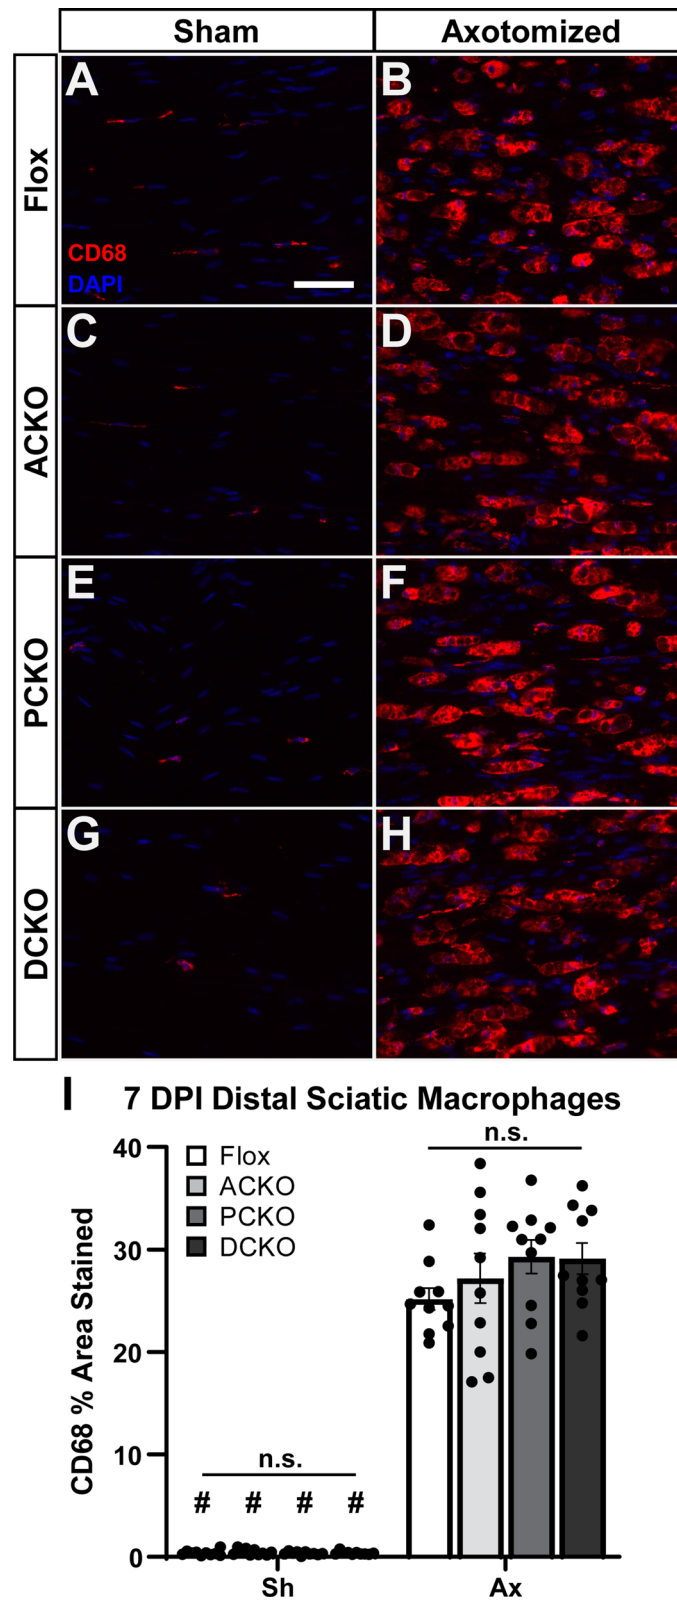 Sham Axotomized
Flox
A B
CD68
DAPI
ACKO
C D
PCKO
E F
DCKO
G H
I 7 DPI Distal Sciatic Macrophages
CD68 % Area Stained
40
30
20
10
0
Flox
ACKO
PCKO
DCKO
n.s.
n.s.
# # # #
Sh Ax